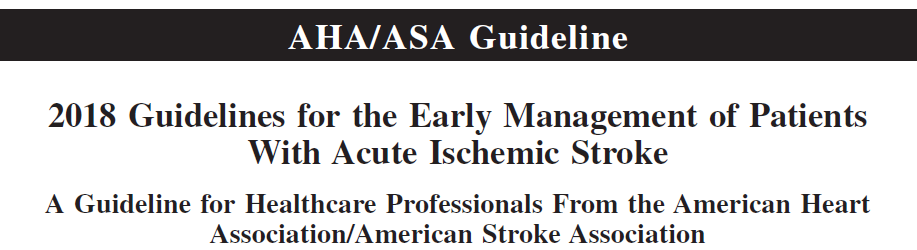 AHA/ASA Guideline
2018 Guidelines for the Early Management of Patients
With Acute Ischemic Stroke
A Guideline for Healthcare Professionals From the American Heart
Association/American Stroke Association